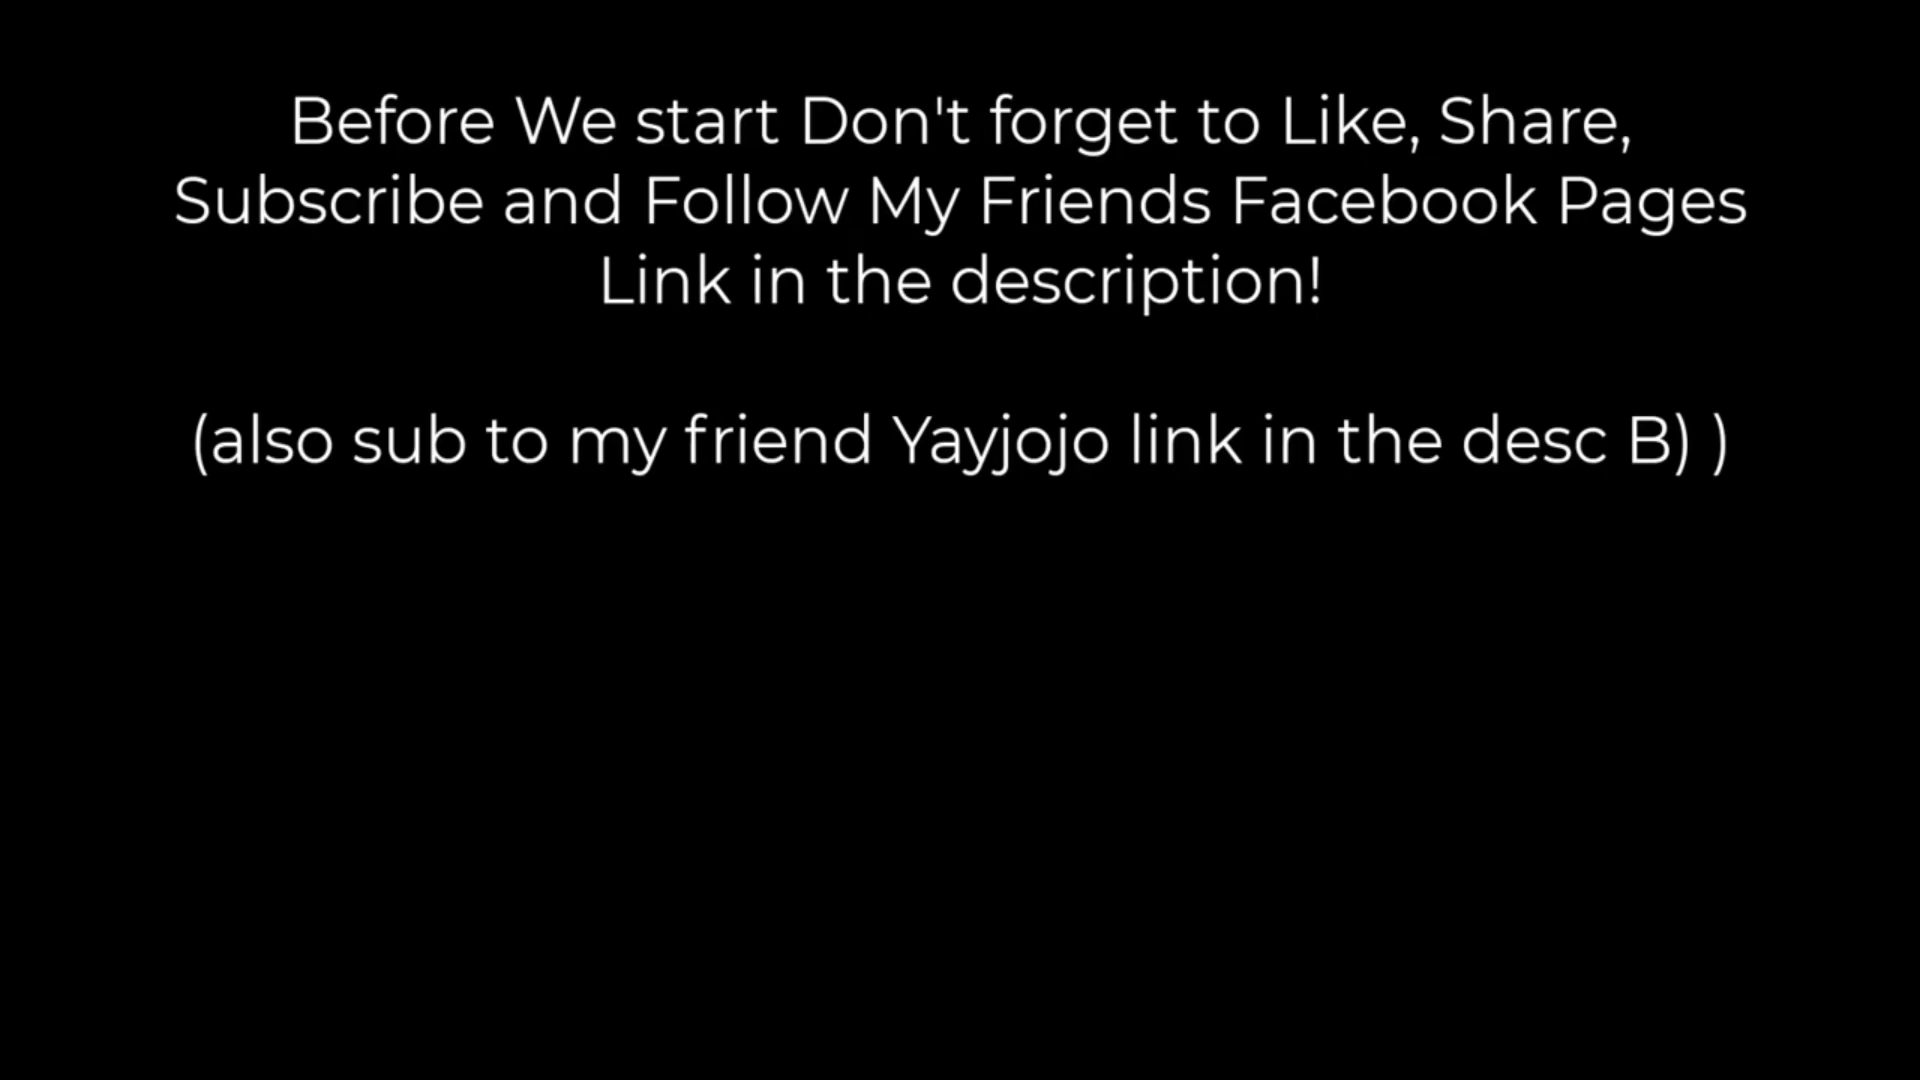 Before We start Don't forget to Like, Share,
Subscribe and Follow My Friends Facebook Pages
Link in the description!
(also sub to my friend Yayjojo link in the desc B) )